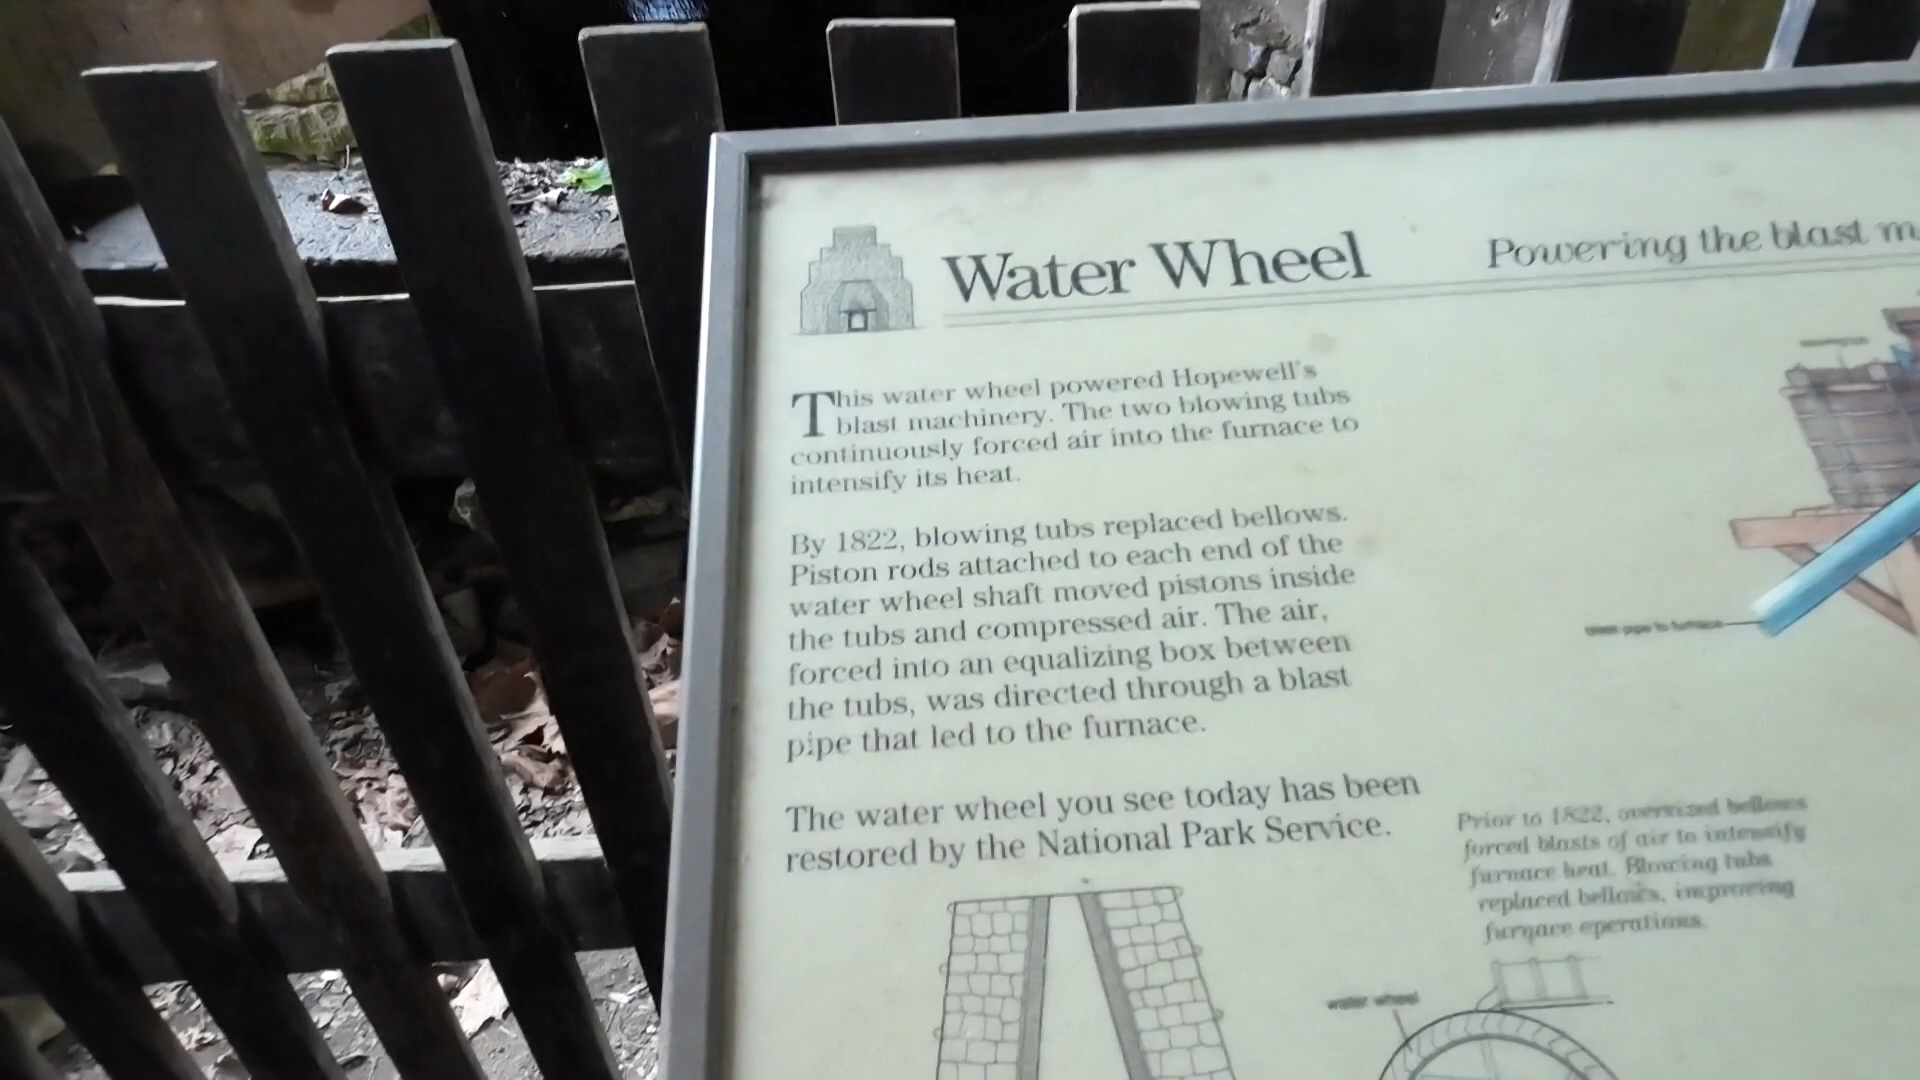 Water Wheel
Powering the blast m
This water wheel powered Hopewell's
blast machinery. The two blowing tubs
continuously forced air into the furnace to
intensify its heat.
By 1822, blowing tubs replaced bellows.
Piston rods attached to each end of the
water wheel shaft moved pistons inside
the tubs and compressed air. The air,
forced into an equalizing box between
the tubs, was directed through a blast
pipe that led to the furnace.
The water wheel you see today has been
restored by the National Park Service.
blast pipe to furnace
Prior to 1822, oversized bellows
forced blasts of air to intensify
furnace heat. Blowing tubs
replaced bellows, improving
furnace operations.
water wheel